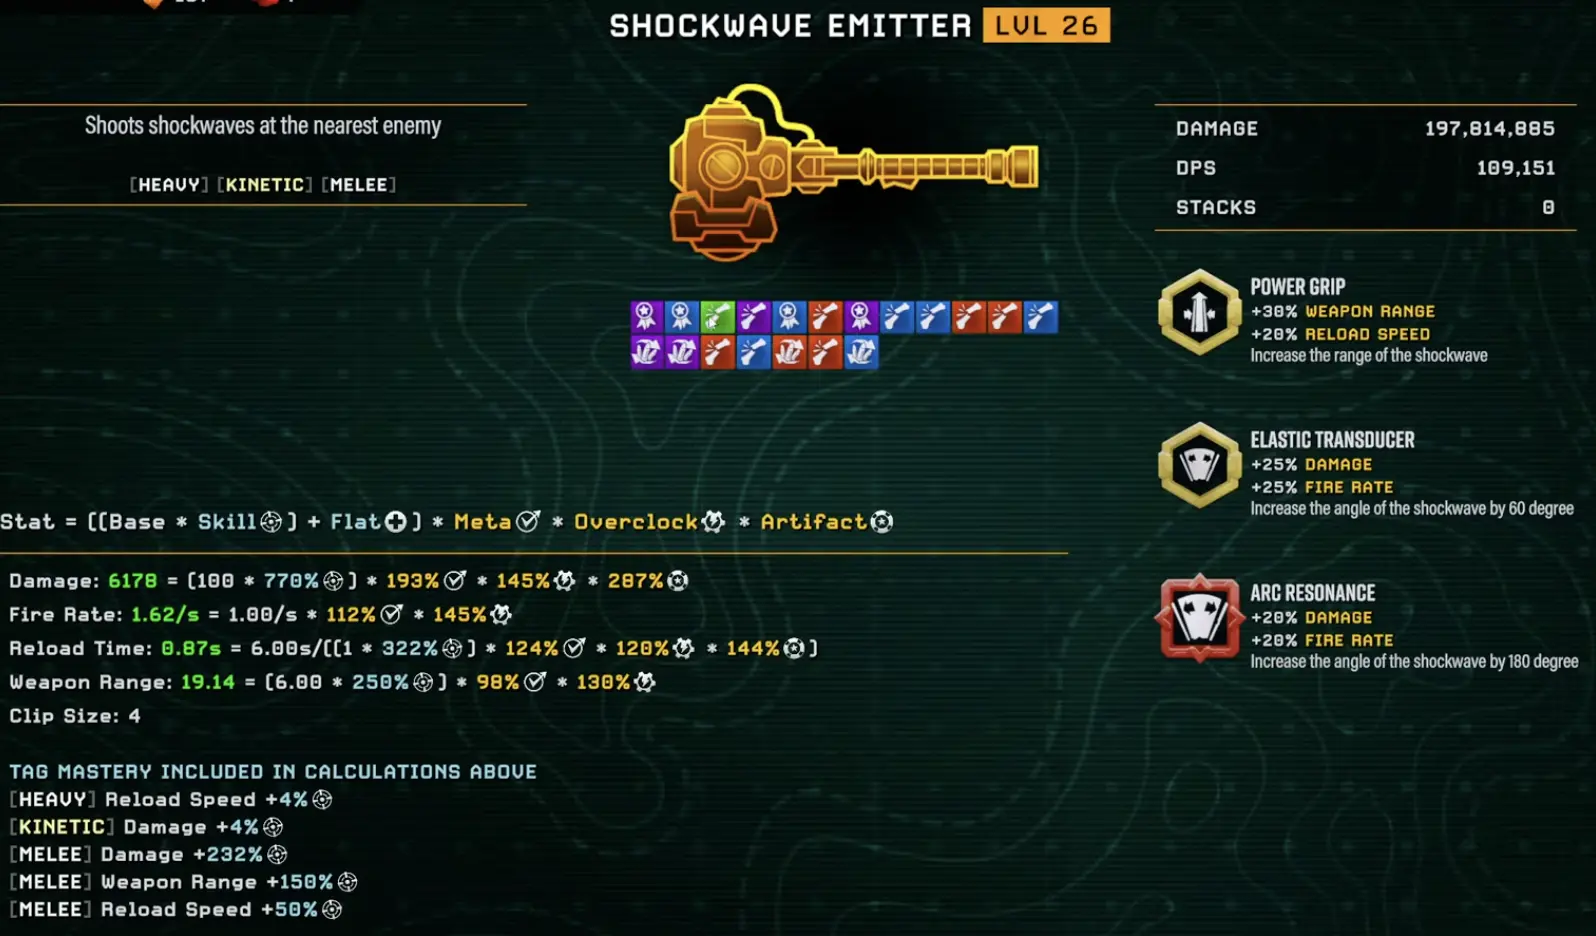 SHOCKWAVE EMITTER LVL 26
Shoots shockwaves at the nearest enemy
[HEAVY] [KINETIC] [MELEE]
DAMAGE 197,814,885
DPS 109,151
STACKS 0
POWER GRIP
+30% WEAPON RANGE
+20% RELOAD SPEED
Increase the range of the shockwave
ELASTIC TRANSDUCER
+25% DAMAGE
+25% FIRE RATE
Increase the angle of the shockwave by 60 degree
ARC RESONANCE
+20% DAMAGE
+20% FIRE RATE
Increase the angle of the shockwave by 180 degree
Stat = [(Base * Skill) + Flat] * Meta * Overclock * Artifact
Damage: 6178 = (100 * 770%) * 193% * 145% * 287%
Fire Rate: 1.62/s = 1.00/s * 112% * 145%
Reload Time: 0.87s = 6.00s/((1 * 322%) * 124% * 120% * 144%)
Weapon Range: 19.14 = (6.00 * 250%) * 98% * 130%
Clip Size: 4
TAG MASTERY INCLUDED IN CALCULATIONS ABOVE
[HEAVY] Reload Speed +4%
[KINETIC] Damage +4%
[MELEE] Damage +232%
[MELEE] Weapon Range +150%
[MELEE] Reload Speed +50%